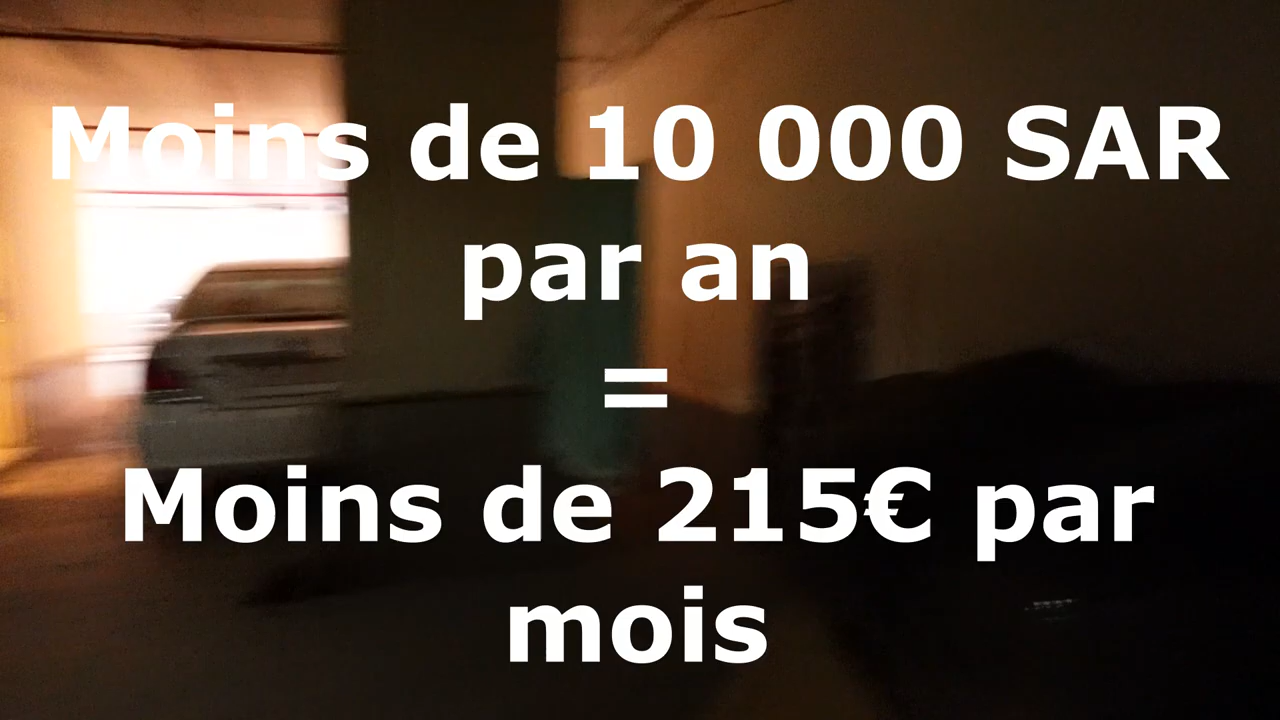 Moins de 10 000 SAR
par an
=
Moins de 215€ par
mois